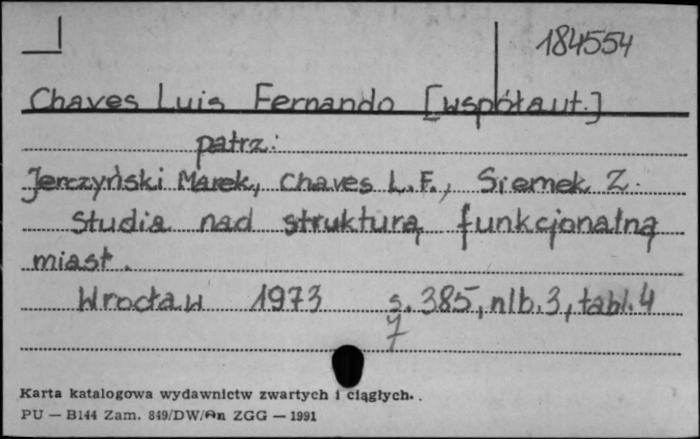 184554
Chaves Luis Fernando [współaut.]
patrz:
Jerczyński Marek, Chaves L.F., Siemek Z.
Studia nad strukturą funkcjonalną
miast.
Wrocław 1973 s. 385, nlb. 3, tabl. 4
7
Karta katalogowa wydawnictw zwartych i ciągłych.
PU — B144 Zam. 849/DW/An ZGG — 1991